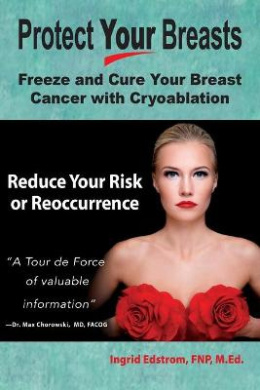 Protect Your Breasts
Freeze and Cure Your Breast
Cancer with Cryoablation
Reduce Your Risk
or Reoccurrence
"A Tour de Force
of valuable
information"
—Dr. Max Chorowski, MD, FACOG
Ingrid Edstrom, FNP, M.Ed.